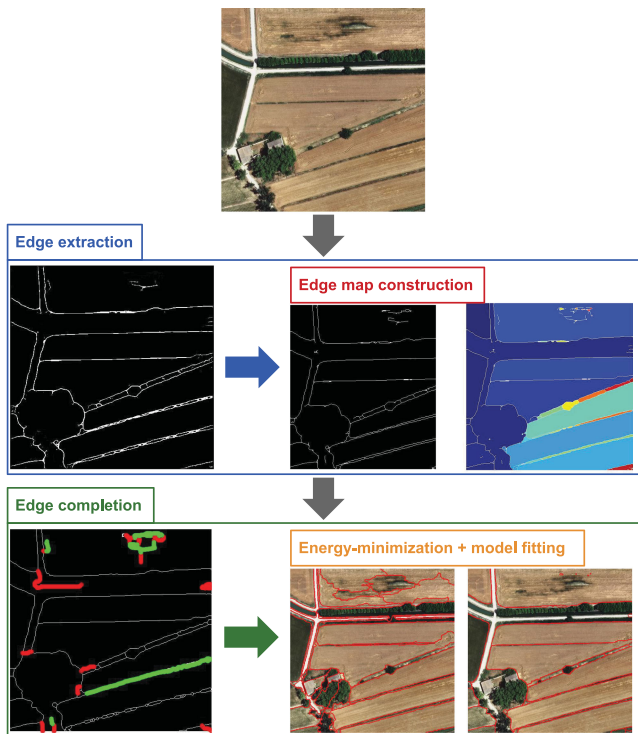 Edge extraction
Edge map construction
Edge completion
Energy-minimization + model fitting